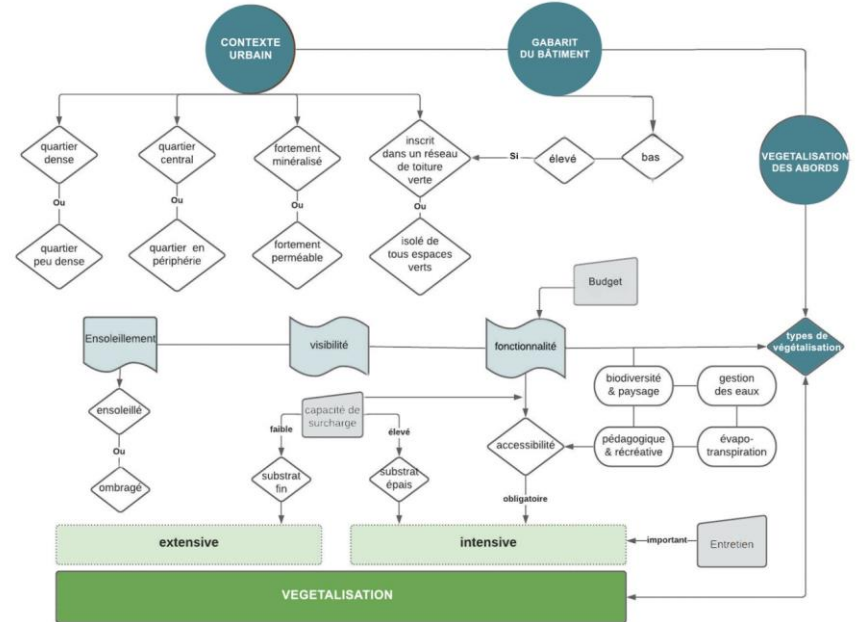 CONTEXTE
URBAIN
GABARIT
DU BÂTIMENT
VEGETALISATION
DES ABORDS
quartier
dense
quartier
central
fortement
minéralisé
inscrit
dans un réseau
de toiture
verte
Si
élevé
bas
Ou
Ou
Ou
Ou
quartier
peu dense
quartier en
périphérie
fortement
perméable
isolé de
tous espaces
verts
Budget
Ensoleillement
visibilité
fonctionnalité
types de
végétalisation
biodiversité
& paysage
gestion
des eaux
ensoleillé
capacité de
surcharge
faible
élevé
accessibilité
pédagogique
& récréative
évapo-
transpiration
Ou
substrat
fin
substrat
épais
ombragé
obligatoire
extensive
intensive
important
Entretien
VEGETALISATION